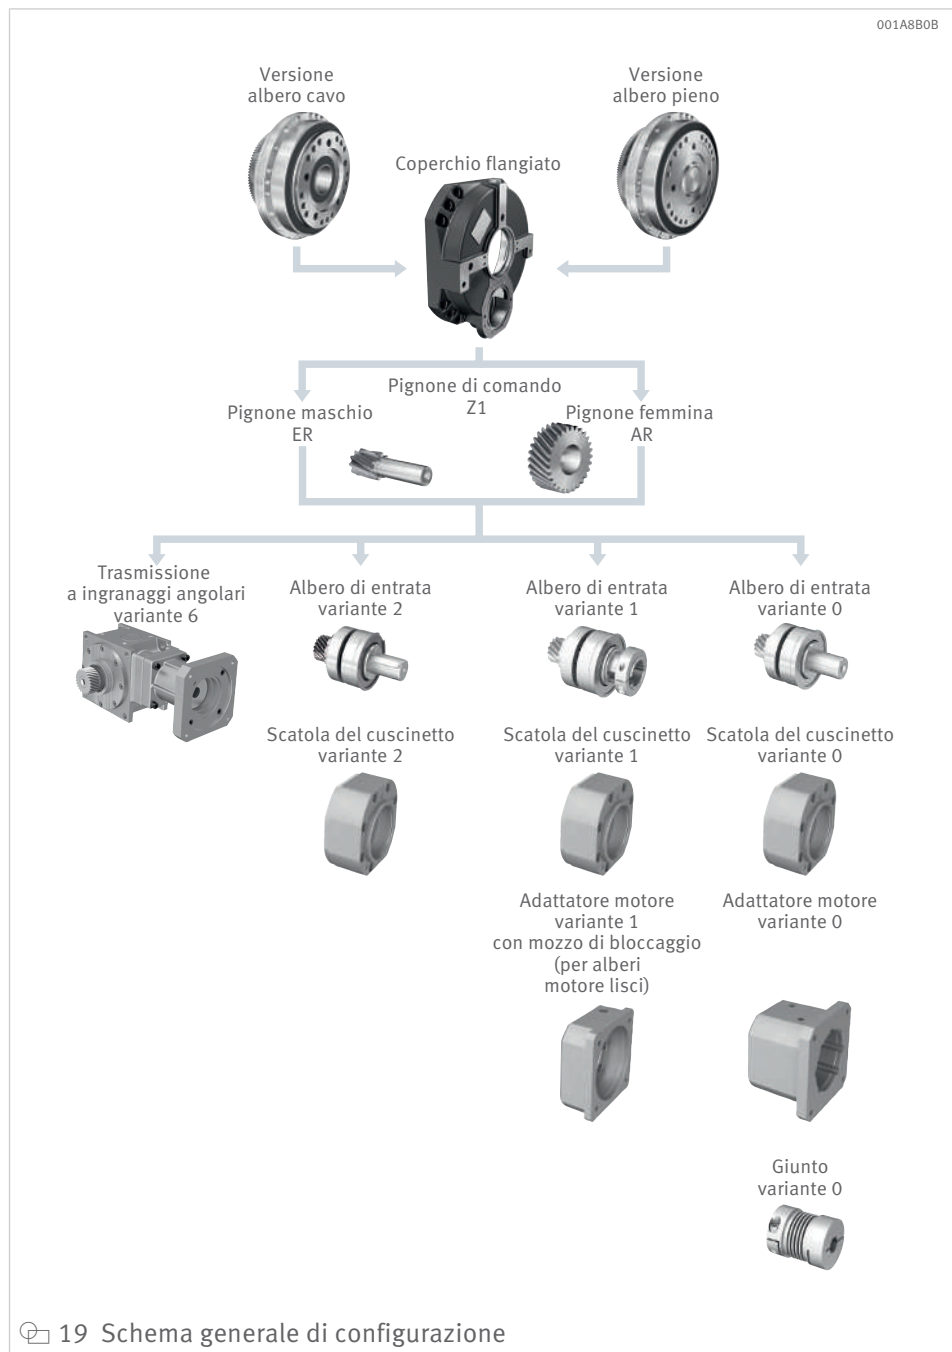 001A8B0B
Versione
albero cavo
Versione
albero pieno
Coperchio flangiato
Pignone di comando
Z1
Pignone maschio
ER
Pignone femmina
AR
Trasmissione
a ingranaggi angolari
variante 6
Albero di entrata
variante 2
Albero di entrata
variante 1
Albero di entrata
variante 0
Scatola del cuscinetto
variante 2
Scatola del cuscinetto
variante 1
Scatola del cuscinetto
variante 0
Adattatore motore
variante 1
con mozzo di bloccaggio
(per alberi
motore lisci)
Adattatore motore
variante 0
Giunto
variante 0
19 Schema generale di configurazione